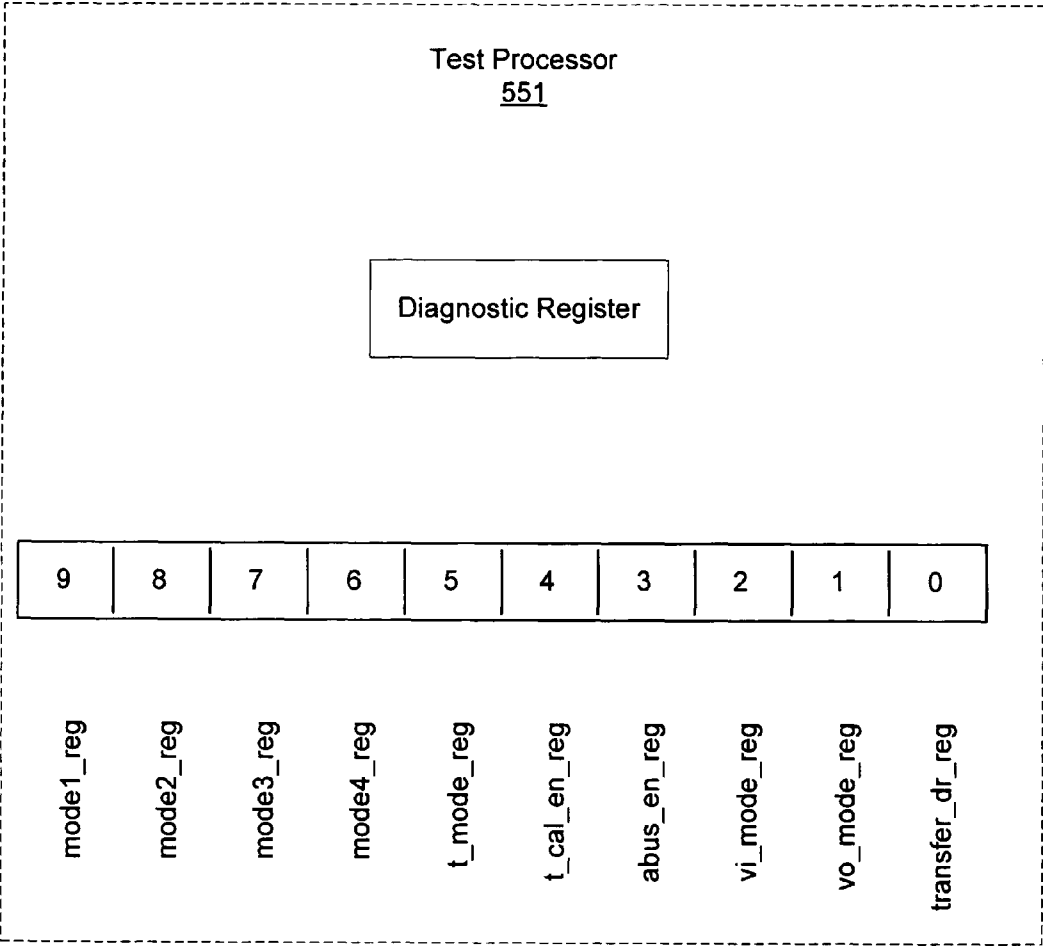 Test Processor
551
Diagnostic Register
9 8 7 6 5 4 3 2 1 0
mode1_reg
mode2_reg
mode3_reg
mode4_reg
t_mode_reg
t_cal_en_reg
abus_en_reg
vi_mode_reg
vo_mode_reg
transfer_dr_reg